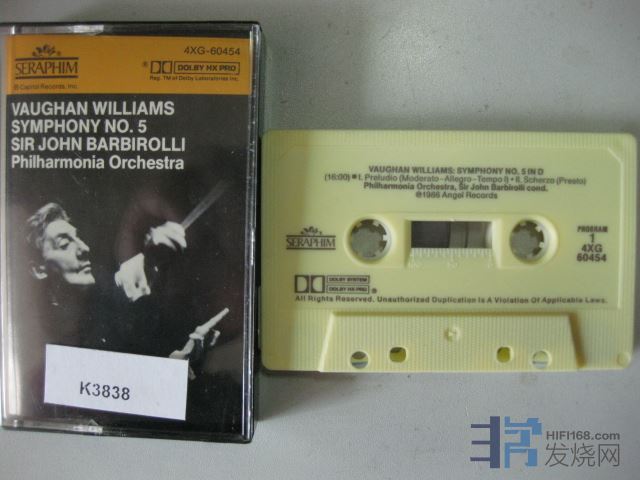 4XG-60454
SERAPHIM
® Capitol Records, Inc.
DOLBY HX PRO
Reg. TM of Dolby Laboratories Inc.
VAUGHAN WILLIAMS
SYMPHONY NO. 5
SIR JOHN BARBIROLLI
Philharmonia Orchestra
K3838
VAUGHAN WILLIAMS: SYMPHONY NO. 5 IN D
(16:00) ■ I. Preludio (Moderato–Allegro–Tempo I) • II. Scherzo (Presto)
Philharmonia Orchestra, Sir John Barbirolli cond.
℗1986 Angel Records
SERAPHIM
PROGRAM
1
4XG
60454
DOLBY SYSTEM
DOLBY HX PRO ®
All Rights Reserved. Unauthorized Duplication Is A Violation Of Applicable Laws.
HIFI168.com
发烧网